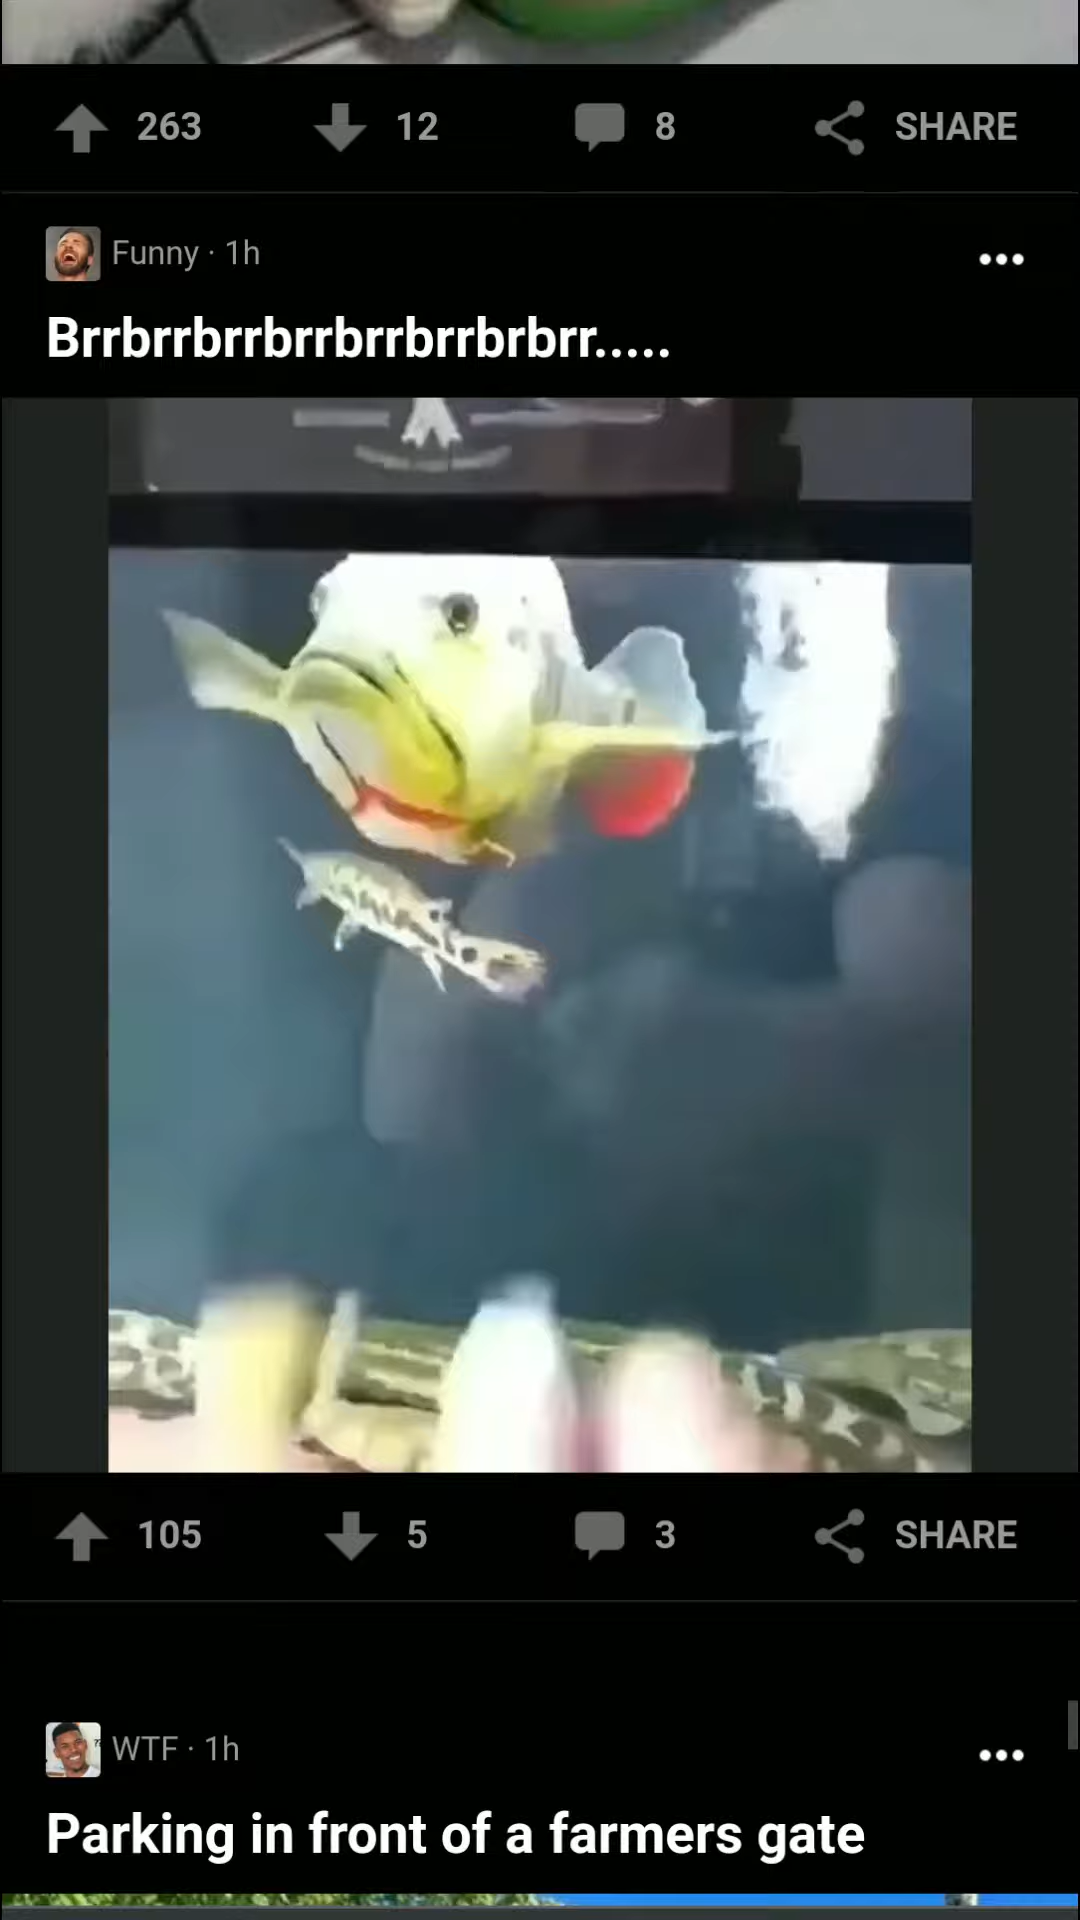 263 12 8 SHARE
Funny · 1h
Brrbrrbrrbrrbrrbrrbrbrr.....
105 5 3 SHARE
WTF · 1h
Parking in front of a farmers gate